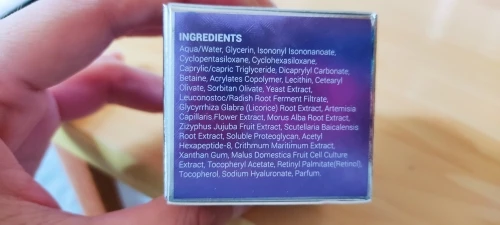 INGREDIENTS
Aqua/Water, Glycerin, Isononyl Isononanoate,
Cyclopentasiloxane, Cyclohexasiloxane,
Caprylic/capric Triglyceride, Dicaprylyl Carbonate,
Betaine, Acrylates Copolymer, Lecithin, Cetearyl
Olivate, Sorbitan Olivate, Yeast Extract,
Leuconostoc/Radish Root Ferment Filtrate,
Glycyrrhiza Glabra (Licorice) Root Extract, Artemisia
Capillaris Flower Extract, Morus Alba Root Extract,
Zizyphus Jujuba Fruit Extract, Scutellaria Baicalensis
Root Extract, Soluble Proteoglycan, Acetyl
Hexapeptide-8, Crithmum Maritimum Extract,
Xanthan Gum, Malus Domestica Fruit Cell Culture
Extract, Tocopheryl Acetate, Retinyl Palmitate(Retinol),
Tocopherol, Sodium Hyaluronate, Parfum.